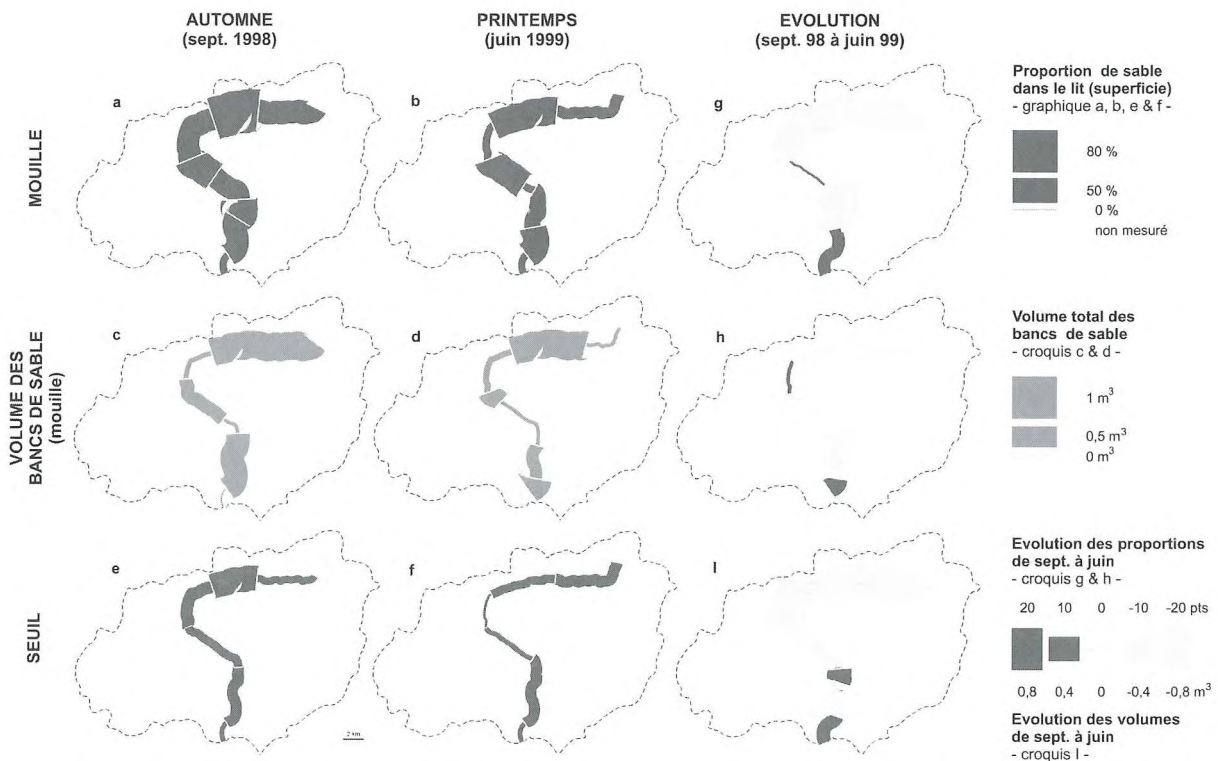 AUTOMNE
(sept. 1998)
PRINTEMPS
(juin 1999)
EVOLUTION
(sept. 98 à juin 99)
MOUILLE
a
b
g
Proportion de sable
dans le lit (superficie)
- graphique a, b, e & f -
80 %
50 %
0 %
non mesuré
VOLUME DES
BANCS DE SABLE
(mouille)
c
d
h
Volume total des
bancs de sable
- croquis c & d -
1 m³
0,5 m³
0 m³
SEUIL
e
f
I
2 km
Evolution des proportions
de sept. à juin
- croquis g & h -
20 10 0 -10 -20 pts
0,8 0,4 0 -0,4 -0,8 m³
Evolution des volumes
de sept. à juin
- croquis I -